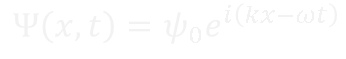 Ψ(x, t) = ψ₀e^{i(kx−ωt)}